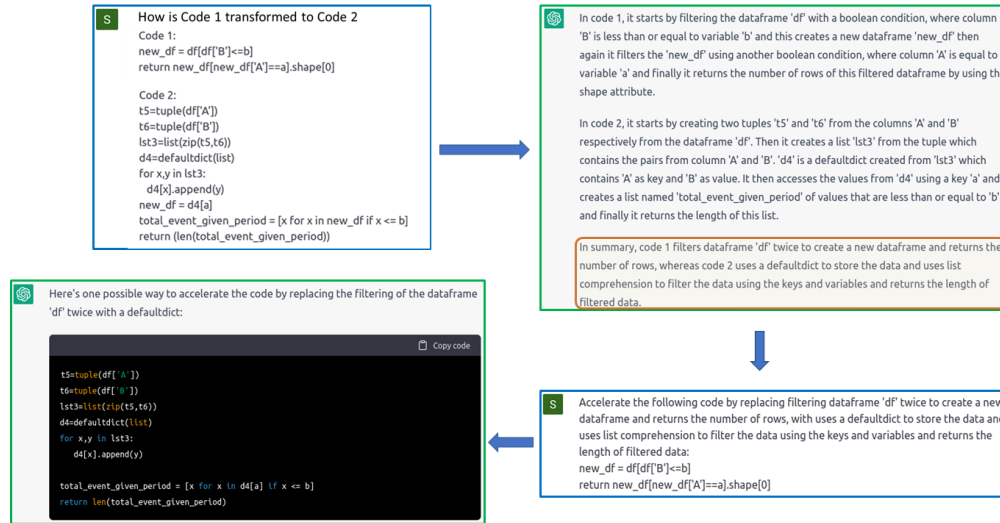 S
How is Code 1 transformed to Code 2
Code 1:
new_df = df[df['B']<=b]
return new_df[new_df['A']==a].shape[0]
Code 2:
t5=tuple(df['A'])
t6=tuple(df['B'])
lst3=list(zip(t5,t6))
d4=defaultdict(list)
for x,y in lst3:
d4[x].append(y)
new_df = d4[a]
total_event_given_period = [x for x in new_df if x <= b]
return (len(total_event_given_period))
In code 1, it starts by filtering the dataframe 'df' with a boolean condition, where column
'B' is less than or equal to variable 'b' and this creates a new dataframe 'new_df' then
again it filters the 'new_df' using another boolean condition, where column 'A' is equal to
variable 'a' and finally it returns the number of rows of this filtered dataframe by using th
shape attribute.
In code 2, it starts by creating two tuples 't5' and 't6' from the columns 'A' and 'B'
respectively from the dataframe 'df'. Then it creates a list 'lst3' from the tuple which
contains the pairs from column 'A' and 'B'. 'd4' is a defaultdict created from 'lst3' which
contains 'A' as key and 'B' as value. It then accesses the values from 'd4' using a key 'a' and
creates a list named 'total_event_given_period' of values that are less than or equal to 'b'
and finally it returns the length of this list.
In summary, code 1 filters dataframe 'df' twice to create a new dataframe and returns the
number of rows, whereas code 2 uses a defaultdict to store the data and uses list
comprehension to filter the data using the keys and variables and returns the length of
filtered data.
S
Accelerate the following code by replacing filtering dataframe 'df' twice to create a new
dataframe and returns the number of rows, with uses a defaultdict to store the data and
uses list comprehension to filter the data using the keys and variables and returns the
length of filtered data:
new_df = df[df['B']<=b]
return new_df[new_df['A']==a].shape[0]
Here's one possible way to accelerate the code by replacing the filtering of the dataframe
'df' twice with a defaultdict:
Copy code
t5=tuple(df['A'])
t6=tuple(df['B'])
lst3=list(zip(t5,t6))
d4=defaultdict(list)
for x,y in lst3:
d4[x].append(y)
total_event_given_period = [x for x in d4[a] if x <= b]
return len(total_event_given_period)